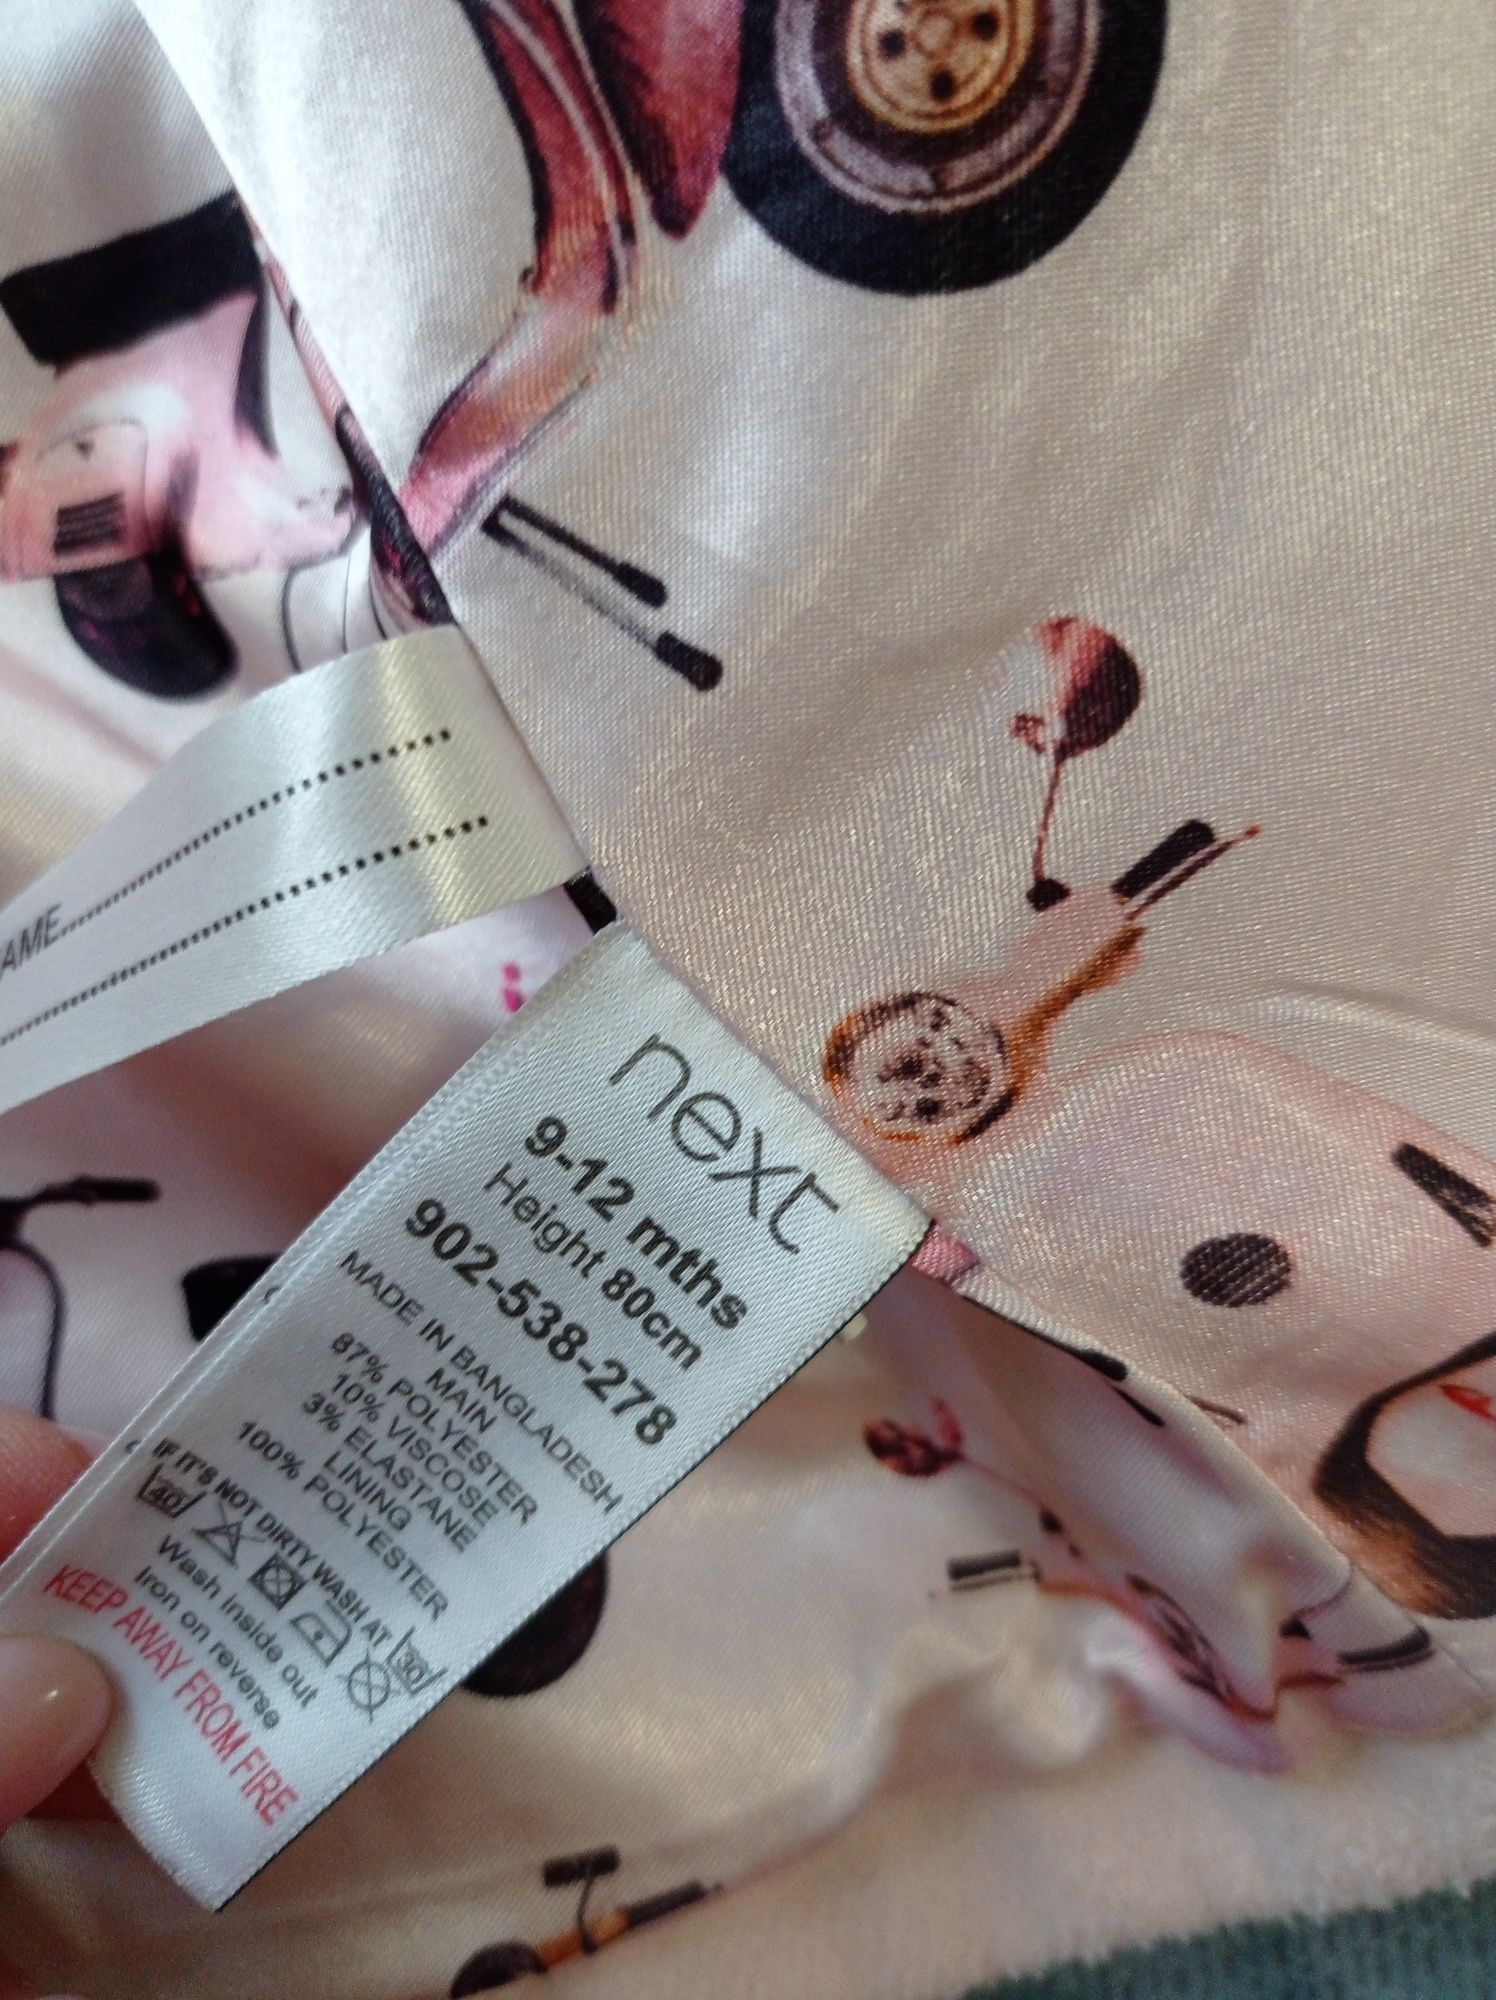 next
9-12 mths
Height 80cm
902-538-278
MADE IN BANGLADESH
MAIN
87% POLYESTER
10% VISCOSE
3% ELASTANE
LINING
100% POLYESTER
IF IT'S NOT DIRTY WASH AT 30
40
Wash inside out
Iron on reverse
KEEP AWAY FROM FIRE
AME